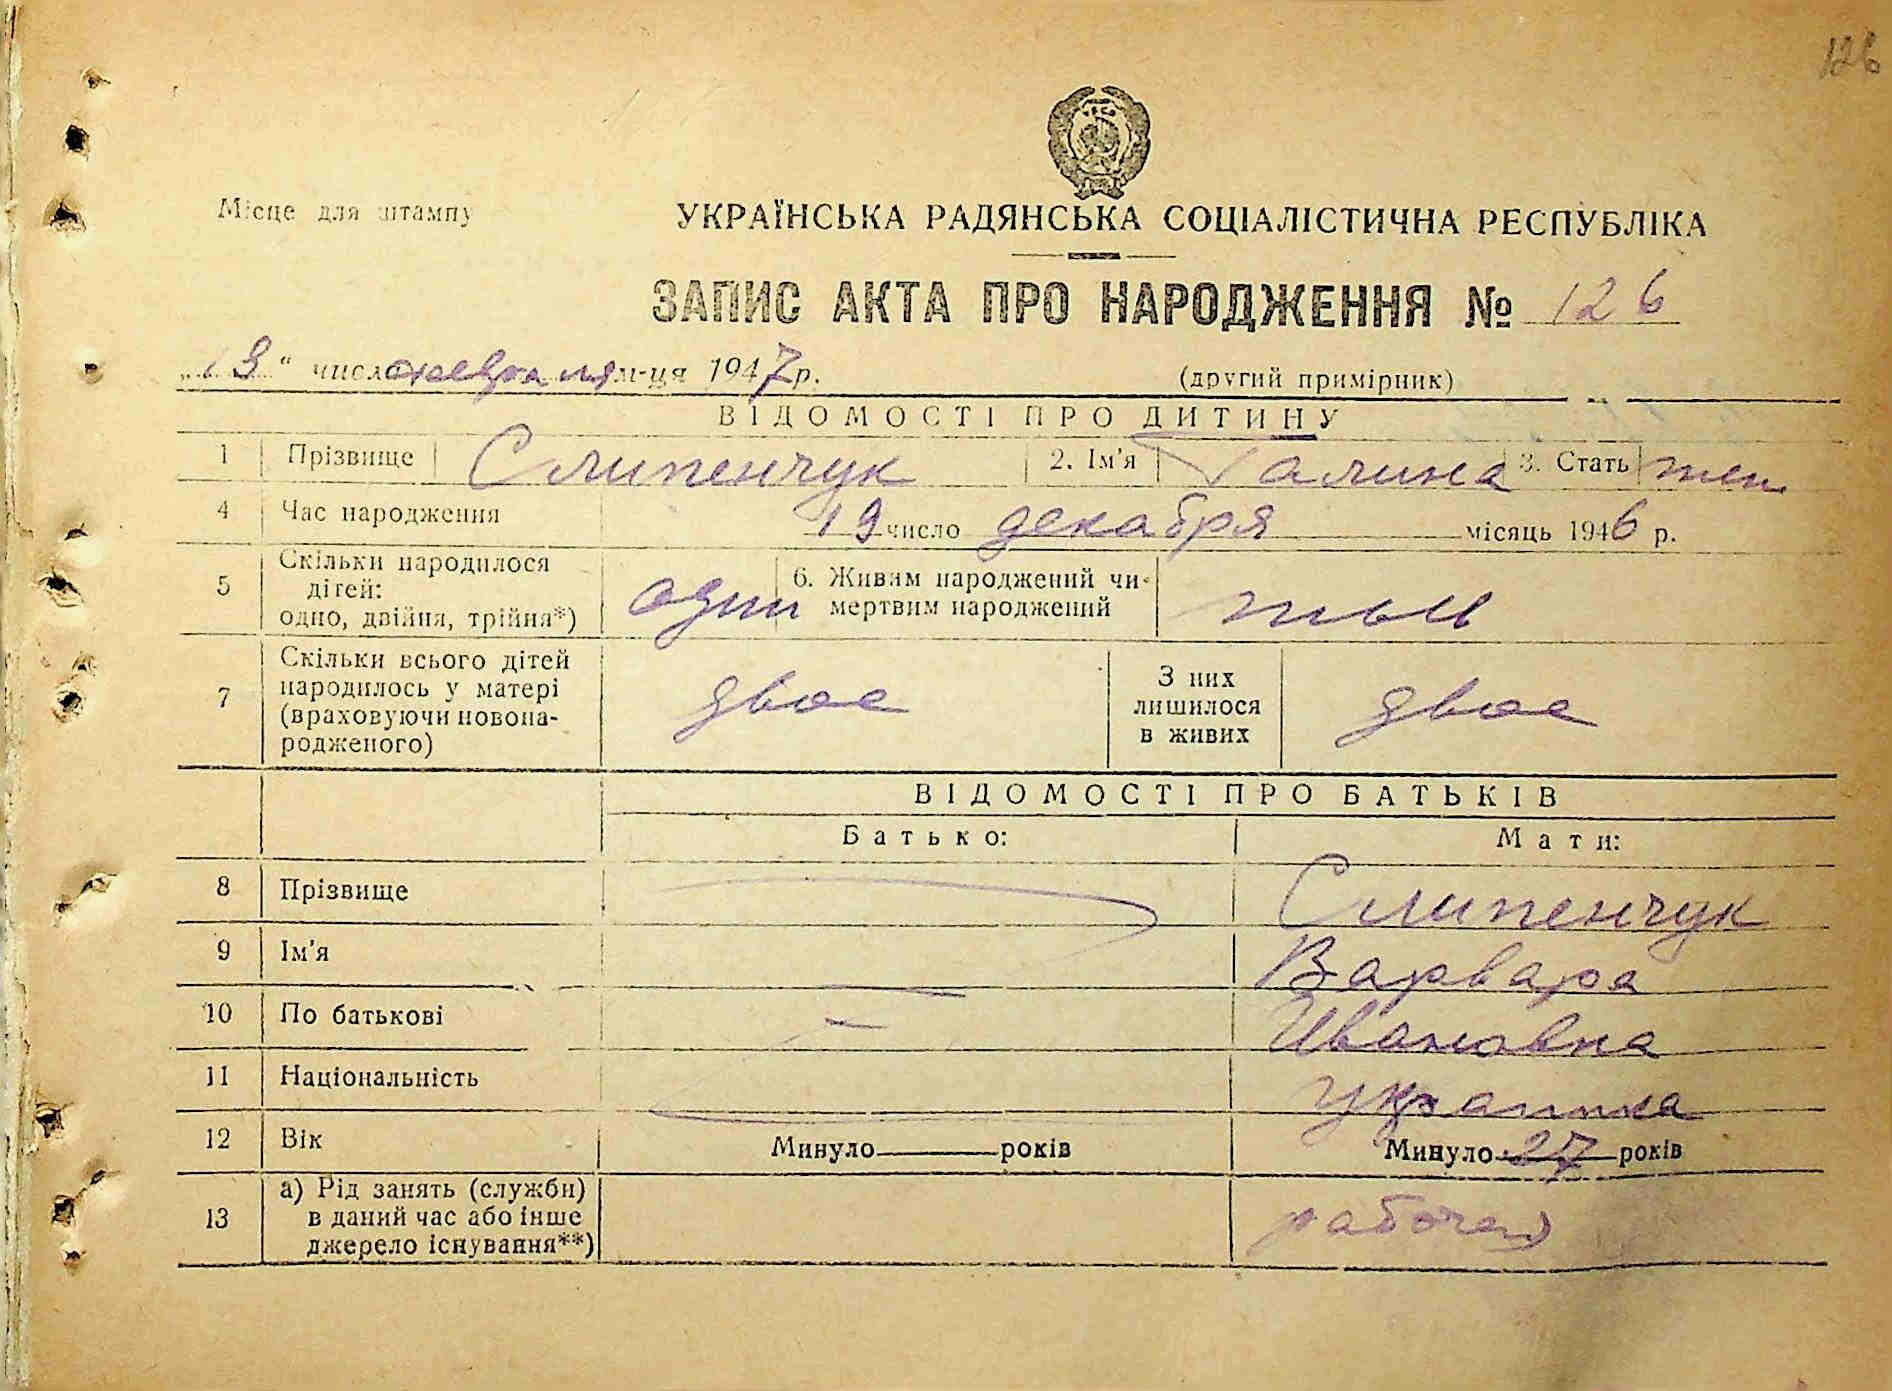 126
Місце для штампу
УКРАЇНСЬКА РАДЯНСЬКА СОЦІАЛІСТИЧНА РЕСПУБЛІКА
ЗАПИС АКТА ПРО НАРОДЖЕННЯ № 126
„13“ число февраля м-ця 1947 р. (другий примірник)
ВІДОМОСТІ ПРО ДИТИНУ
1 Прізвище Слипенчук 2. Ім'я Галина 3. Стать жен.
4 Час народження 19 число декабря місяць 1946 р.
5 Скільки народилося дітей: одно, двійня, трійня*) один 6. Живим народжений чи мертвим народжений живы
7 Скільки всього дітей народилось у матері (враховуючи новонародженого) двое З них лишилося в живих двое
ВІДОМОСТІ ПРО БАТЬКІВ
Батько: Мати:
8 Прізвище Слипенчук
9 Ім'я Варвара
10 По батькові Ивановна
11 Національність украинка
12 Вік Минуло років Минуло 27 років
13 а) Рід занять (служби) в даний час або інше джерело існування**) рабочая